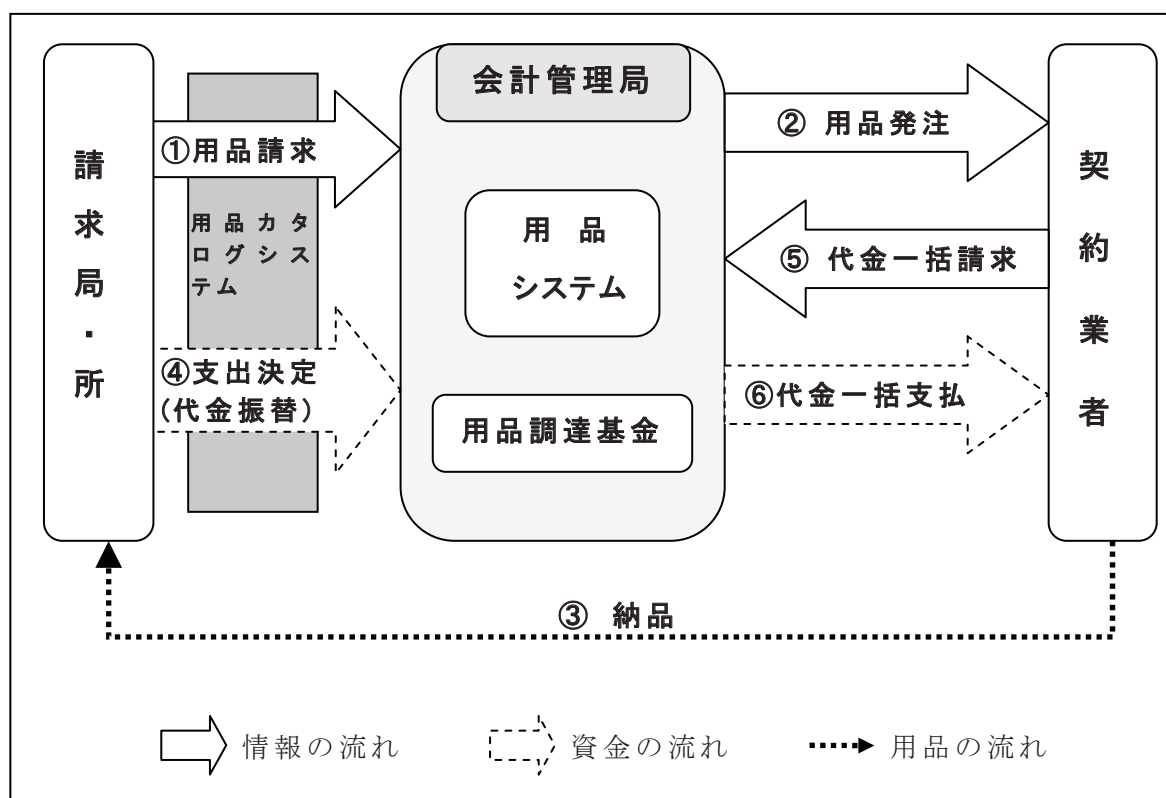 会計管理局
請求局・所
①用品請求
用品カタ
ログシス
テム
④支出決定
(代金振替)
用品
システム
用品調達基金
② 用品発注
⑤ 代金一括請求
⑥代金一括支払
契約業者
③ 納品
情報の流れ
資金の流れ
用品の流れ